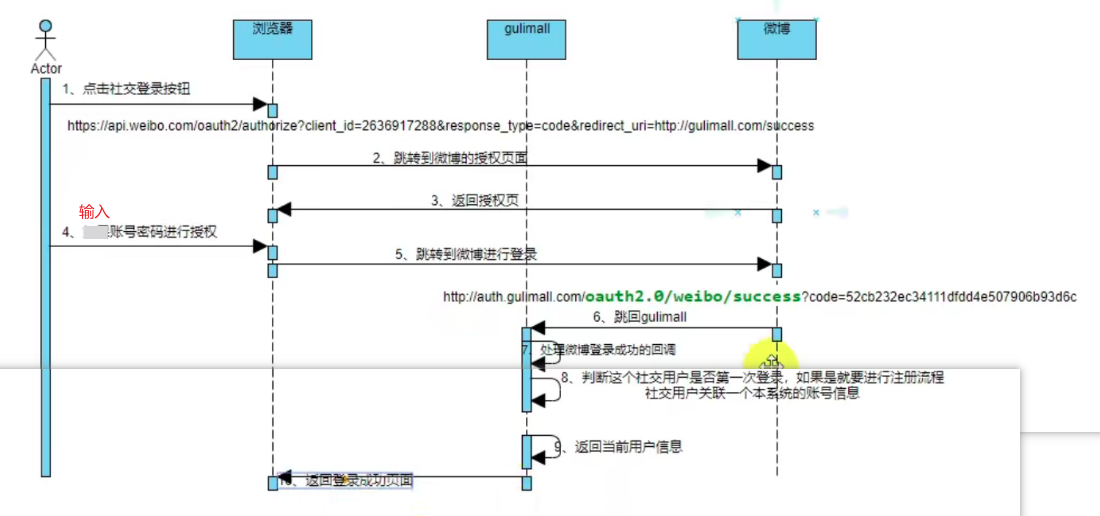 浏览器
gulimall
微博
Actor
1、点击社交登录按钮
https://api.weibo.com/oauth2/authorize?client_id=2636917288&response_type=code&redirect_uri=http://gulimall.com/success
2、跳转到微博的授权页面
3、返回授权页
输入
4、账号密码进行授权
5、跳转到微博进行登录
http://auth.gulimall.com/oauth2.0/weibo/success?code=52cb232ec34111dfdd4e507906b93d6c
6、跳回gulimall
7、处理微博登录成功的回调
8、判断这个社交用户是否第一次登录，如果是就要进行注册流程
社交用户关联一个本系统的账号信息
9、返回当前用户信息
10、返回登录成功页面